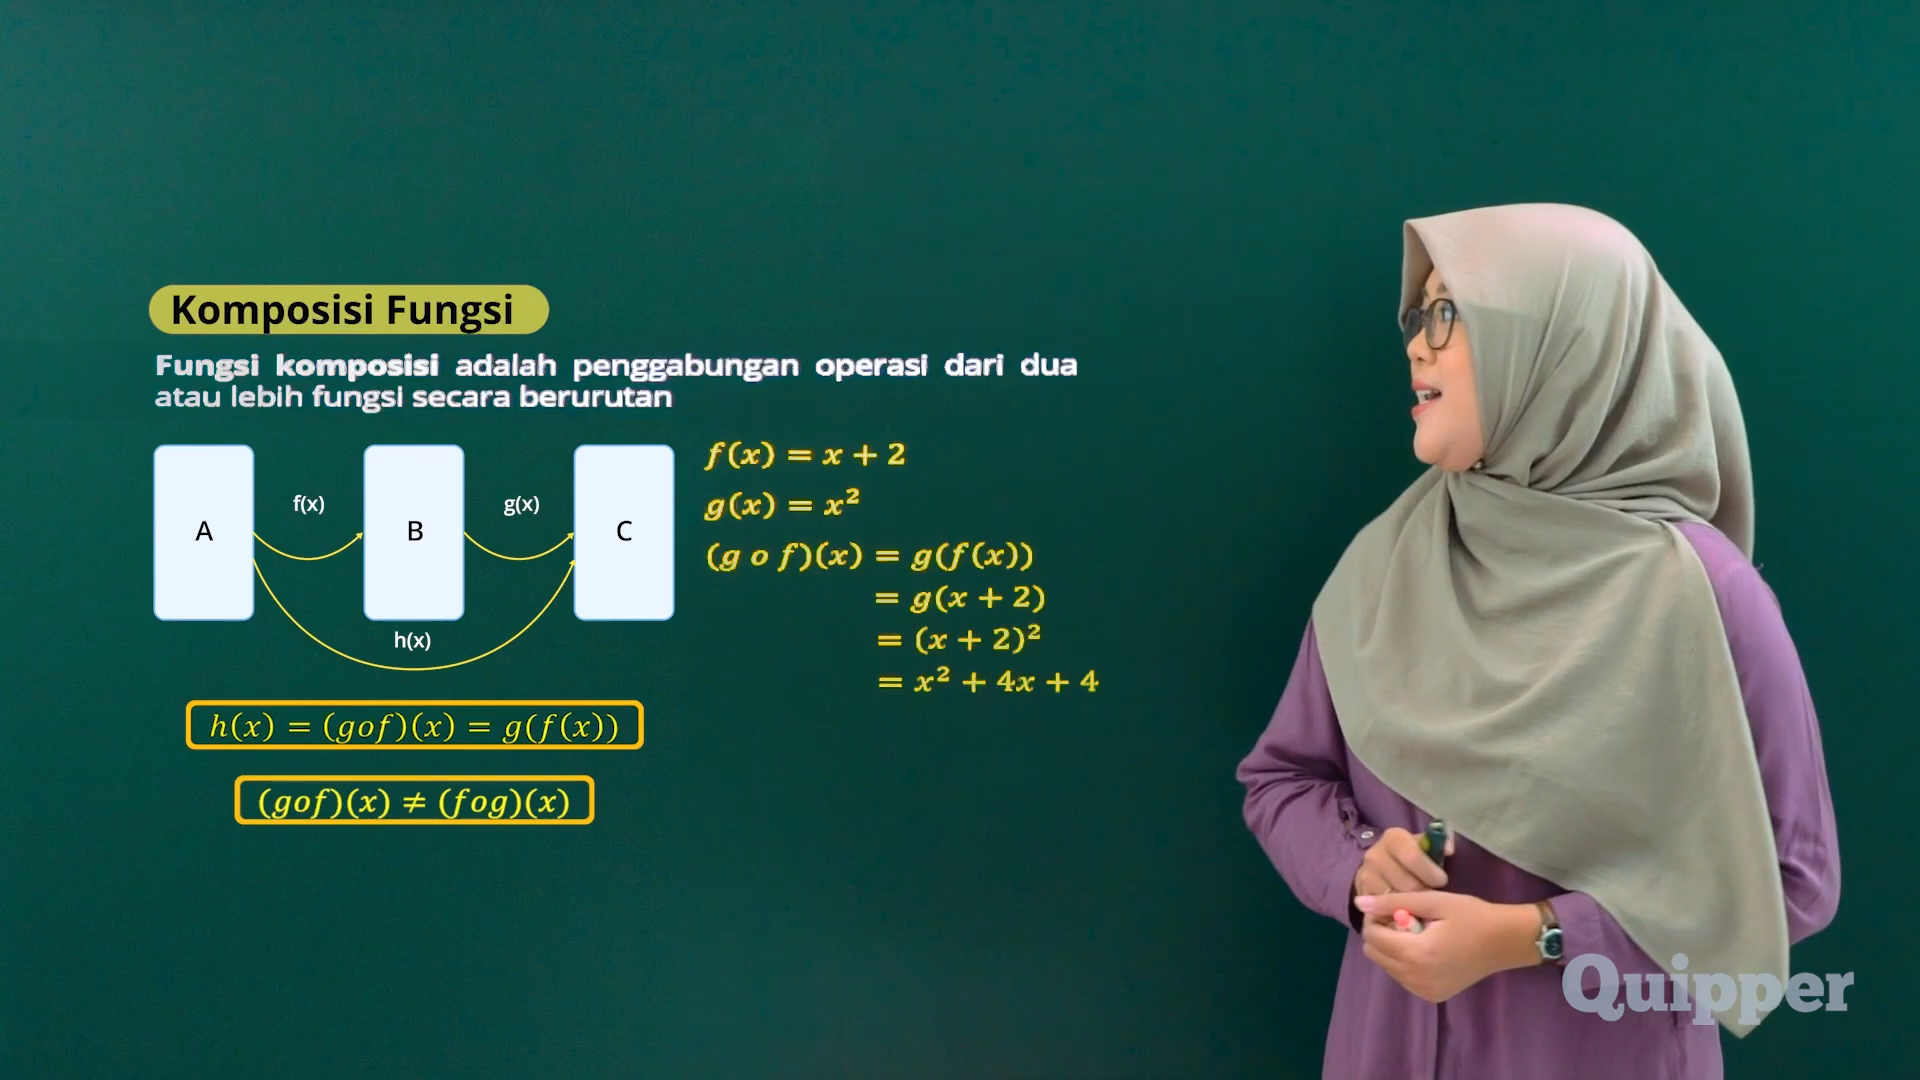 Komposisi Fungsi
Fungsi komposisi adalah penggabungan operasi dari dua
atau lebih fungsi secara berurutan
A
f(x)
B
g(x)
C
h(x)
h(x) = (gof)(x) = g(f(x))
(gof)(x) ≠ (fog)(x)
f(x) = x + 2
g(x) = x²
(g o f)(x) = g(f(x))
= g(x + 2)
= (x + 2)²
= x² + 4x + 4
Quipper